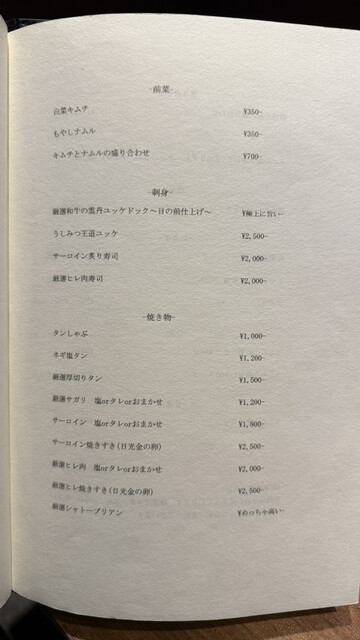 -前菜-
白菜キムチ ¥350-
もやしナムル ¥350-
キムチとナムルの盛り合わせ ¥700-
-刺身-
厳選和牛の雲丹ユッケドック～目の前仕上げ～ ¥極上に旨い-
うしみつ王道ユッケ ¥2,500-
サーロイン炙り寿司 ¥2,000-
厳選ヒレ肉寿司 ¥2,000-
-焼き物-
タンしゃぶ ¥1,000-
ネギ塩タン ¥1,200-
厳選厚切りタン ¥1,500-
厳選サガリ 塩orタレorおまかせ ¥1,200-
サーロイン 塩orタレorおまかせ ¥1,800-
サーロイン焼きすき(日光金の卵) ¥2,500-
厳選ヒレ肉 塩orタレorおまかせ ¥2,000-
厳選ヒレ焼きすき(日光金の卵) ¥2,500-
厳選シャトーブリアン ¥めっちゃ高い-